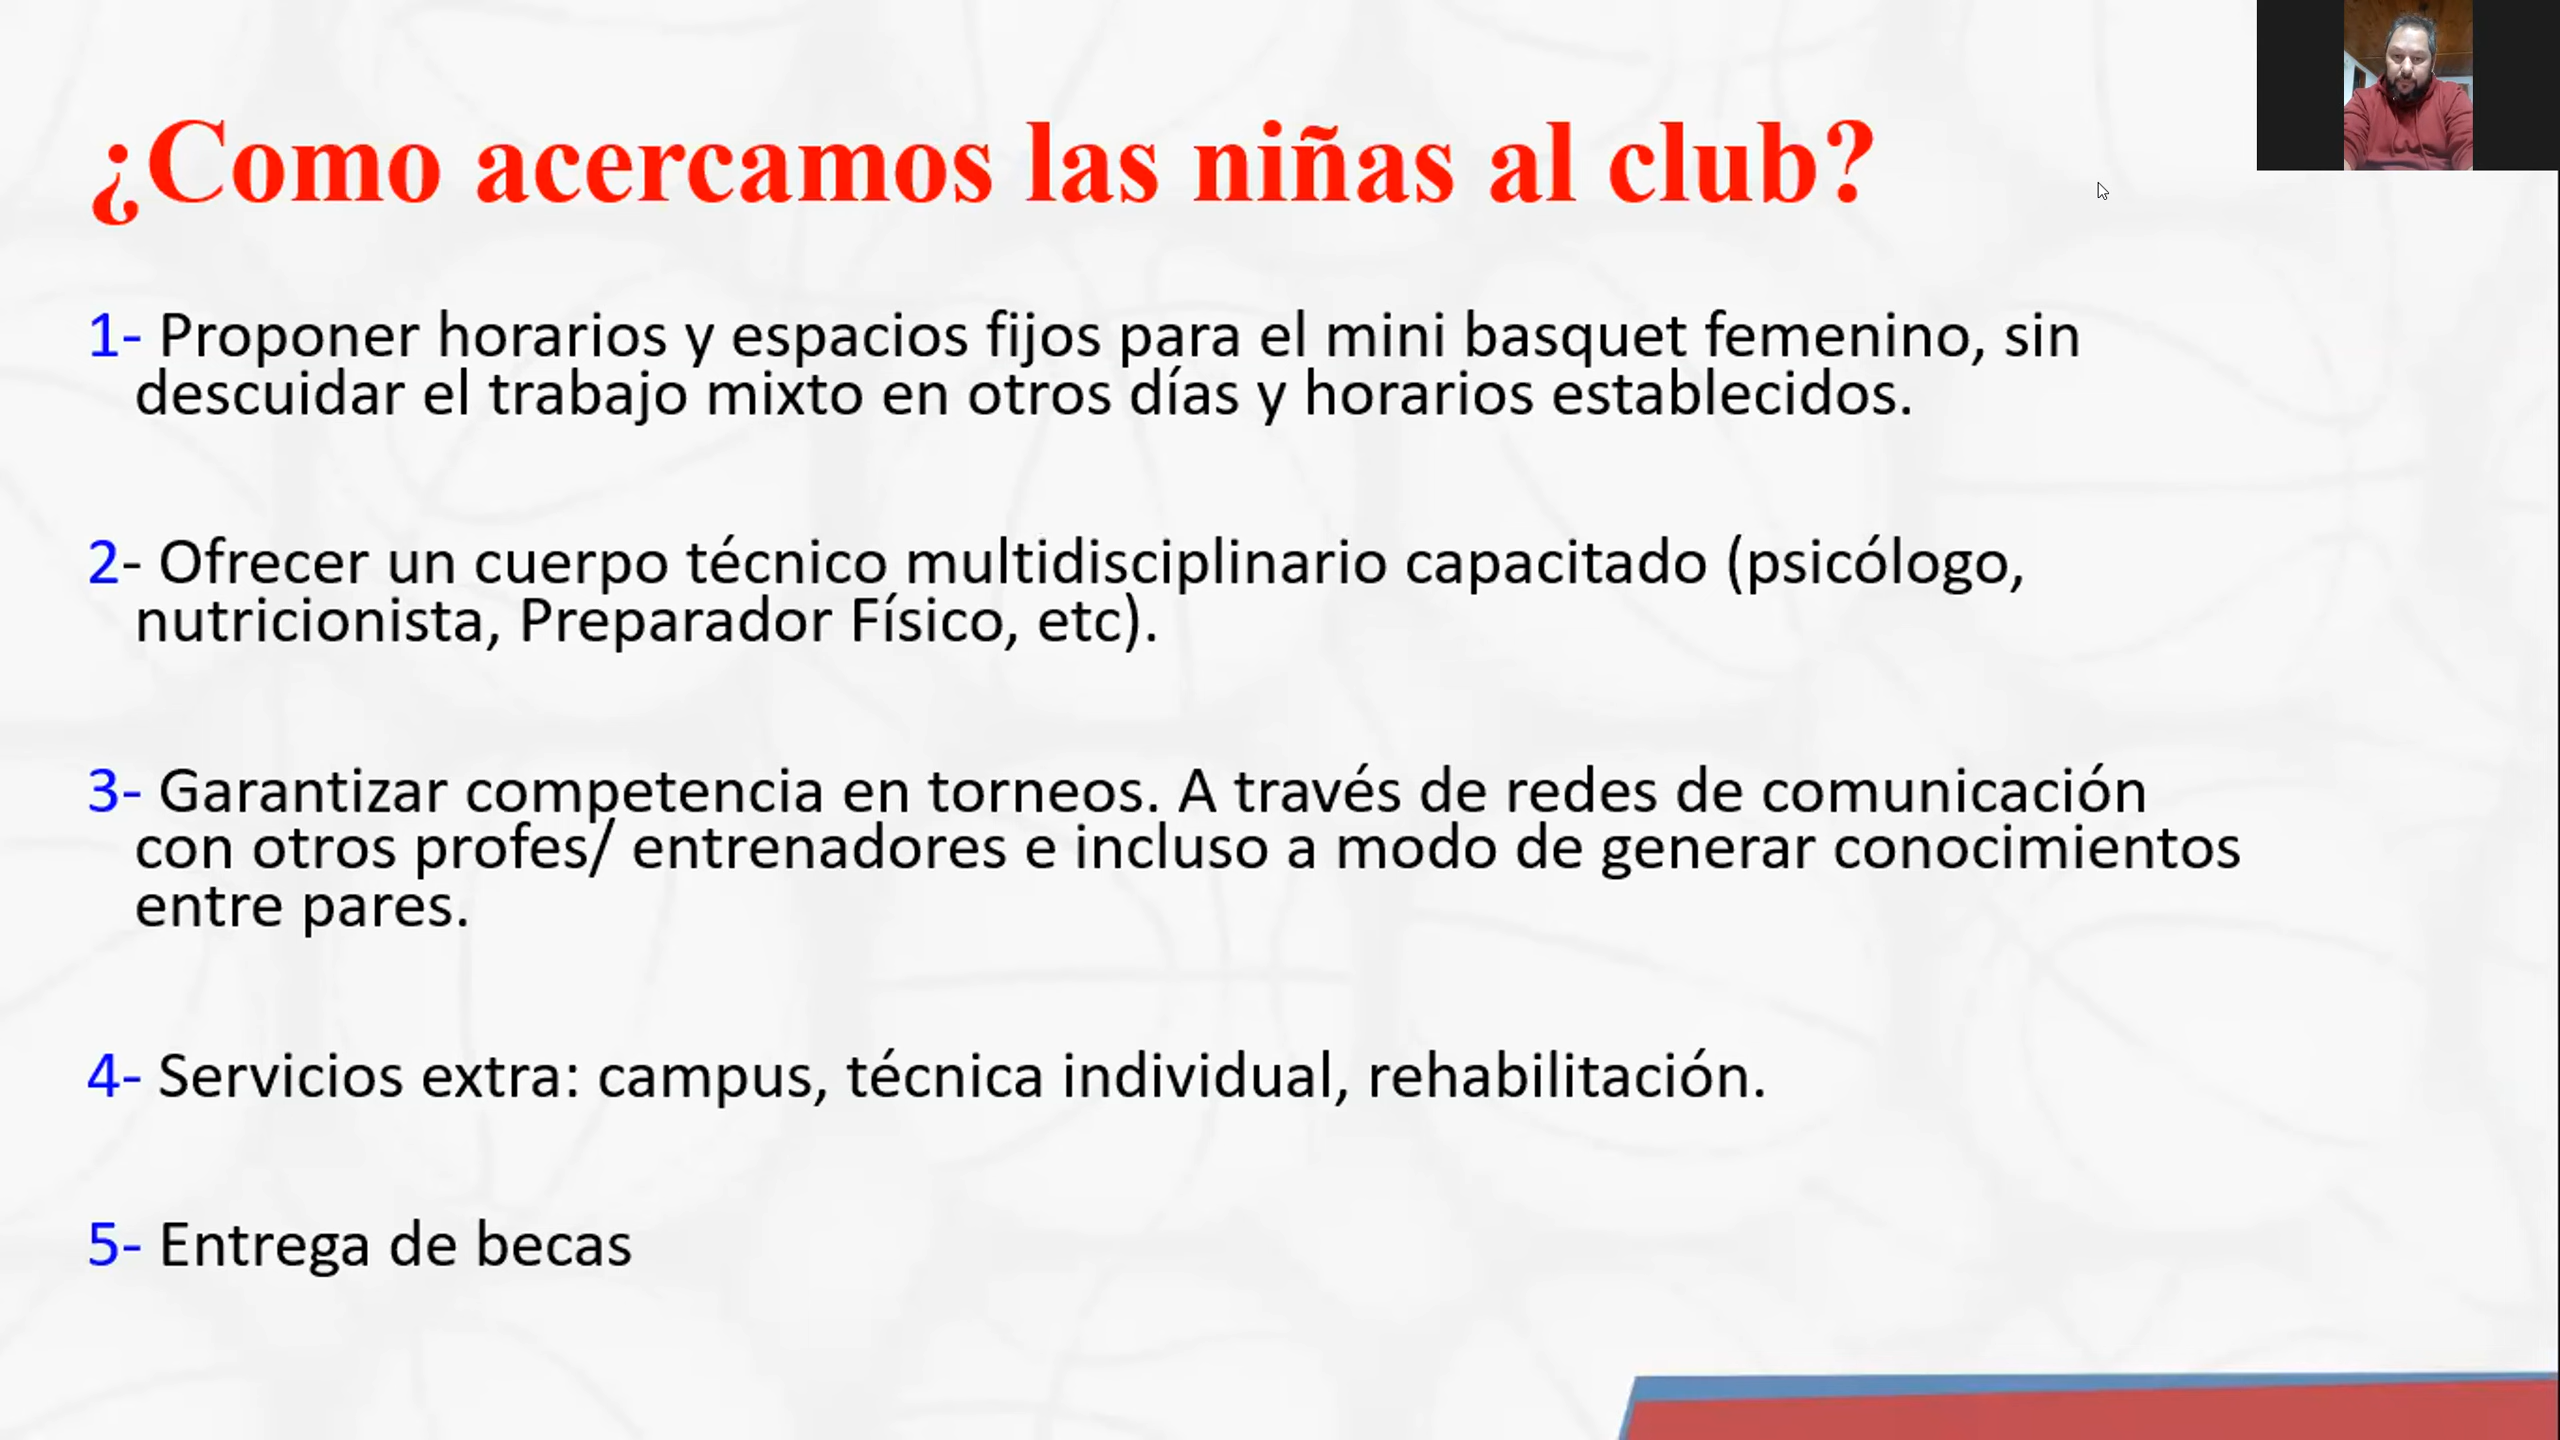 ¿Como acercamos las niñas al club?
1- Proponer horarios y espacios fijos para el mini basquet femenino, sin
descuidar el trabajo mixto en otros días y horarios establecidos.
2- Ofrecer un cuerpo técnico multidisciplinario capacitado (psicólogo,
nutricionista, Preparador Físico, etc).
3- Garantizar competencia en torneos. A través de redes de comunicación
con otros profes/ entrenadores e incluso a modo de generar conocimientos
entre pares.
4- Servicios extra: campus, técnica individual, rehabilitación.
5- Entrega de becas